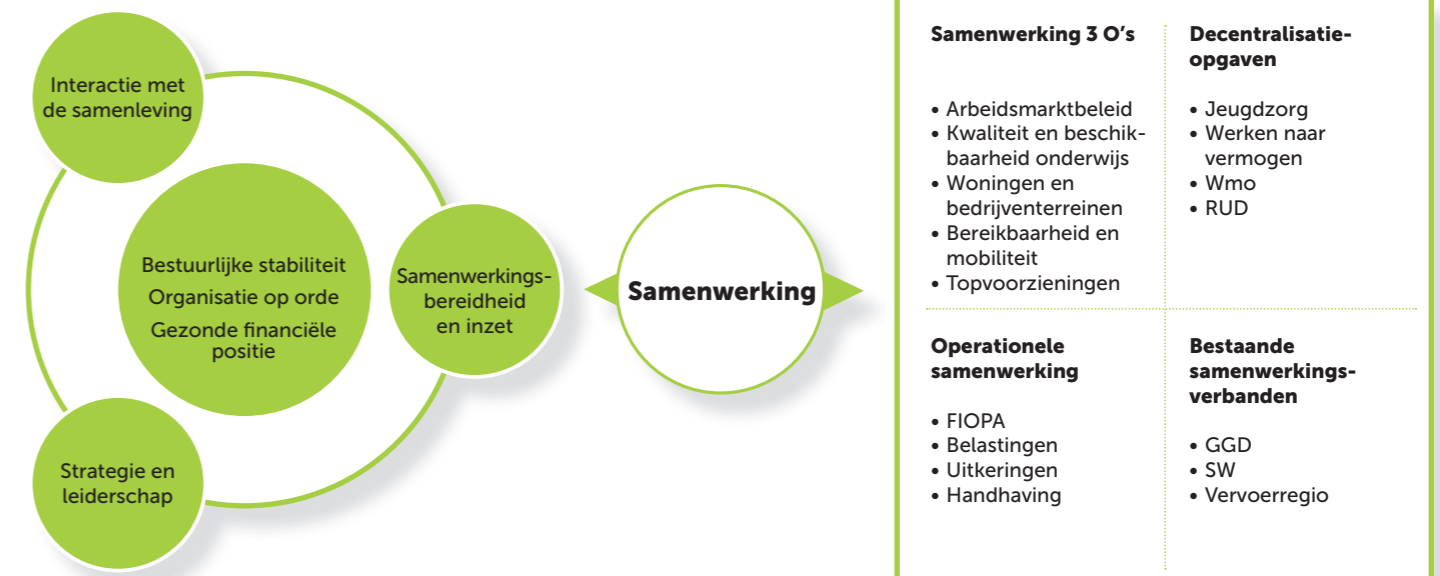 Interactie met
de samenleving
Bestuurlijke stabiliteit
Organisatie op orde
Gezonde financiële
positie
Samenwerkings-
bereidheid
en inzet
Strategie en
leiderschap
Samenwerking
Samenwerking 3 O's
• Arbeidsmarktbeleid
• Kwaliteit en beschik-
baarheid onderwijs
• Woningen en
bedrijventerreinen
• Bereikbaarheid en
mobiliteit
• Topvoorzieningen
Decentralisatie-
opgaven
• Jeugdzorg
• Werken naar
vermogen
• Wmo
• RUD
Operationele
samenwerking
• FIOPA
• Belastingen
• Uitkeringen
• Handhaving
Bestaande
samenwerkings-
verbanden
• GGD
• SW
• Vervoerregio